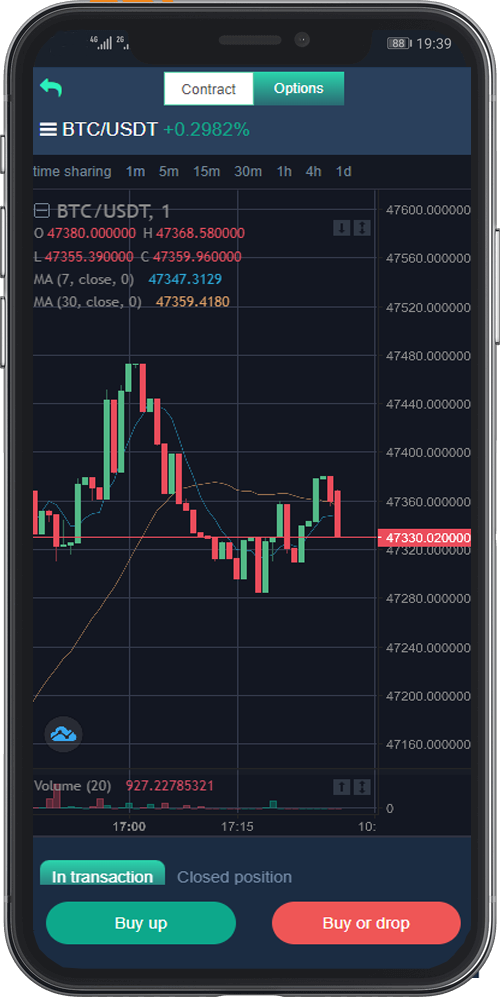 4G 2G 88 19:39
Contract Options
BTC/USDT +0.2982%
time sharing 1m 5m 15m 30m 1h 4h 1d
BTC/USDT, 1
O 47380.000000 H 47368.580000
L 47355.390000 C 47359.960000
MA (7, close, 0) 47347.3129
MA (30, close, 0) 47359.4180
47600.000000
47560.000000
47520.000000
47480.000000
47440.000000
47400.000000
47360.000000
47330.020000
47320.000000
47280.000000
47240.000000
47200.000000
47160.000000
Volume (20) 927.22785321
0
17:00 17:15 10:
In transaction Closed position
Buy up Buy or drop